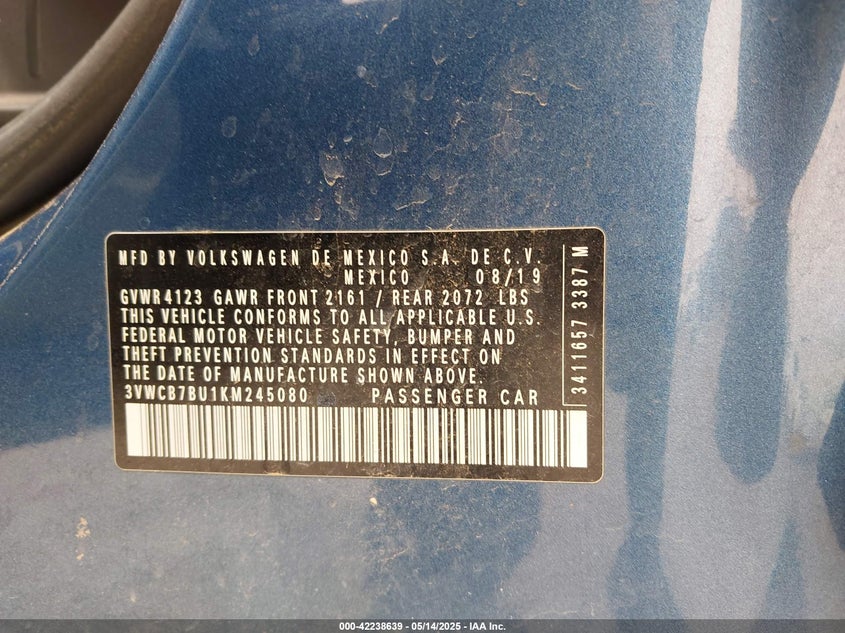 MFD BY VOLKSWAGEN DE MEXICO S.A. DE C.V.
MEXICO 08/19
GVWR 4123 GAWR FRONT 2161 / REAR 2072 LBS
THIS VEHICLE CONFORMS TO ALL APPLICABLE U.S.
FEDERAL MOTOR VEHICLE SAFETY, BUMPER AND
THEFT PREVENTION STANDARDS IN EFFECT ON
THE DATE OF MANUFACTURE SHOWN ABOVE.
3VWCB7BU1KM245080 PASSENGER CAR
3411657 3387 M
000-42238639 - 05/14/2025 - IAA Inc.